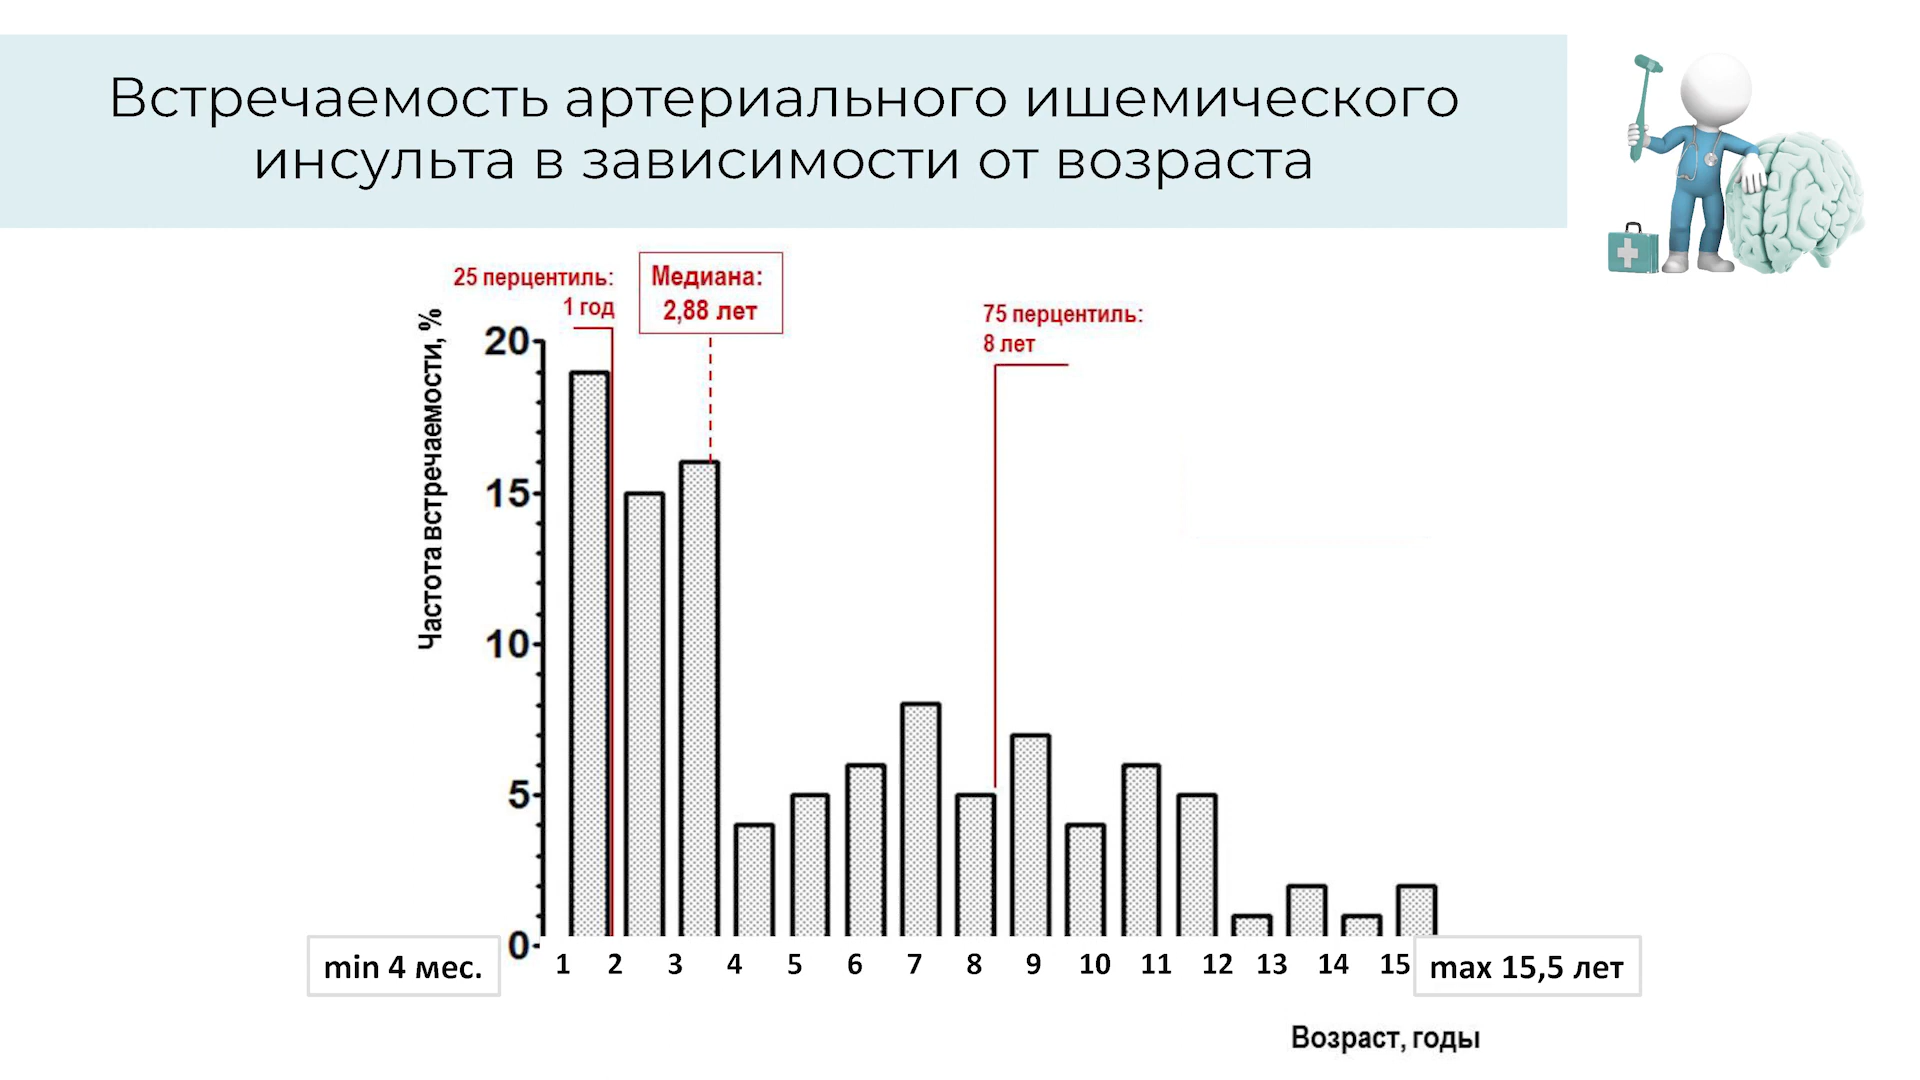 Встречаемость артериального ишемического
инсульта в зависимости от возраста
25 перцентиль:
1 год
Медиана:
2,88 лет
75 перцентиль:
8 лет
Частота встречаемости, %
20
15
10
5
0
min 4 мес.
1 2 3 4 5 6 7 8 9 10 11 12 13 14 15
max 15,5 лет
Возраст, годы